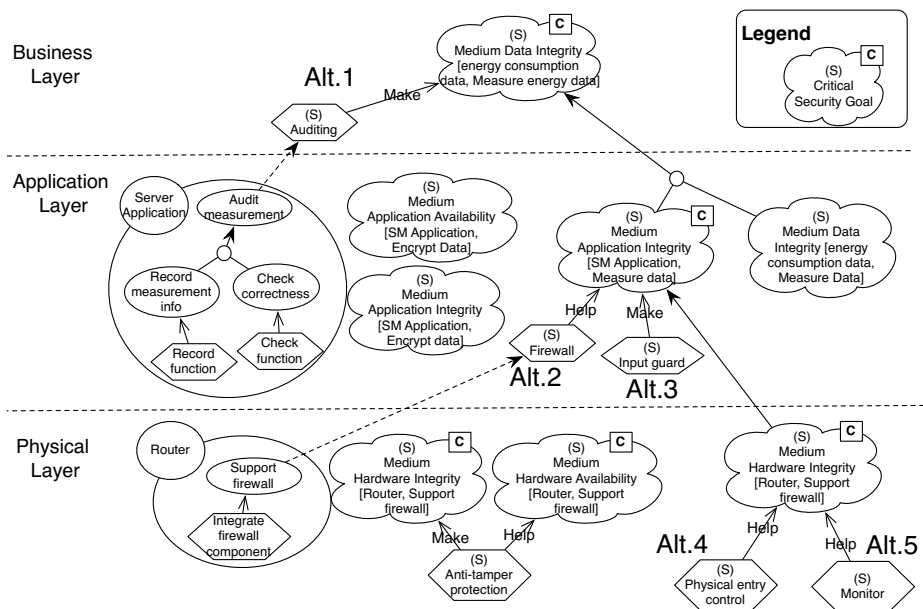 Business
Layer
Alt.1
(S)
Auditing
Make
(S)
Medium Data Integrity
[energy consumption
data, Measure energy data]
C
Legend
C
(S)
Critical
Security Goal
Application
Layer
Server
Application
Audit
measurement
Record
measurement
info
Check
correctness
Record
function
Check
function
(S)
Medium
Application Availability
[SM Application,
Encrypt Data]
(S)
Medium
Application Integrity
[SM Application,
Encrypt data]
(S)
Medium
Application Integrity
[SM Application,
Measure data]
C
(S)
Medium Data
Integrity [energy
consumption data,
Measure Data]
Help
Make
(S)
Firewall
Alt.2
(S)
Input guard
Alt.3
Physical
Layer
Router
Support
firewall
Integrate
firewall
component
(S)
Medium
Hardware Integrity
[Router, Support
firewall]
C
(S)
Medium
Hardware Availability
[Router, Support
firewall]
C
Make
Help
(S)
Anti-tamper
protection
(S)
Medium
Hardware Integrity
[Router, Support
firewall]
C
Help
Help
Alt.4
(S)
Physical entry
control
Alt.5
(S)
Monitor